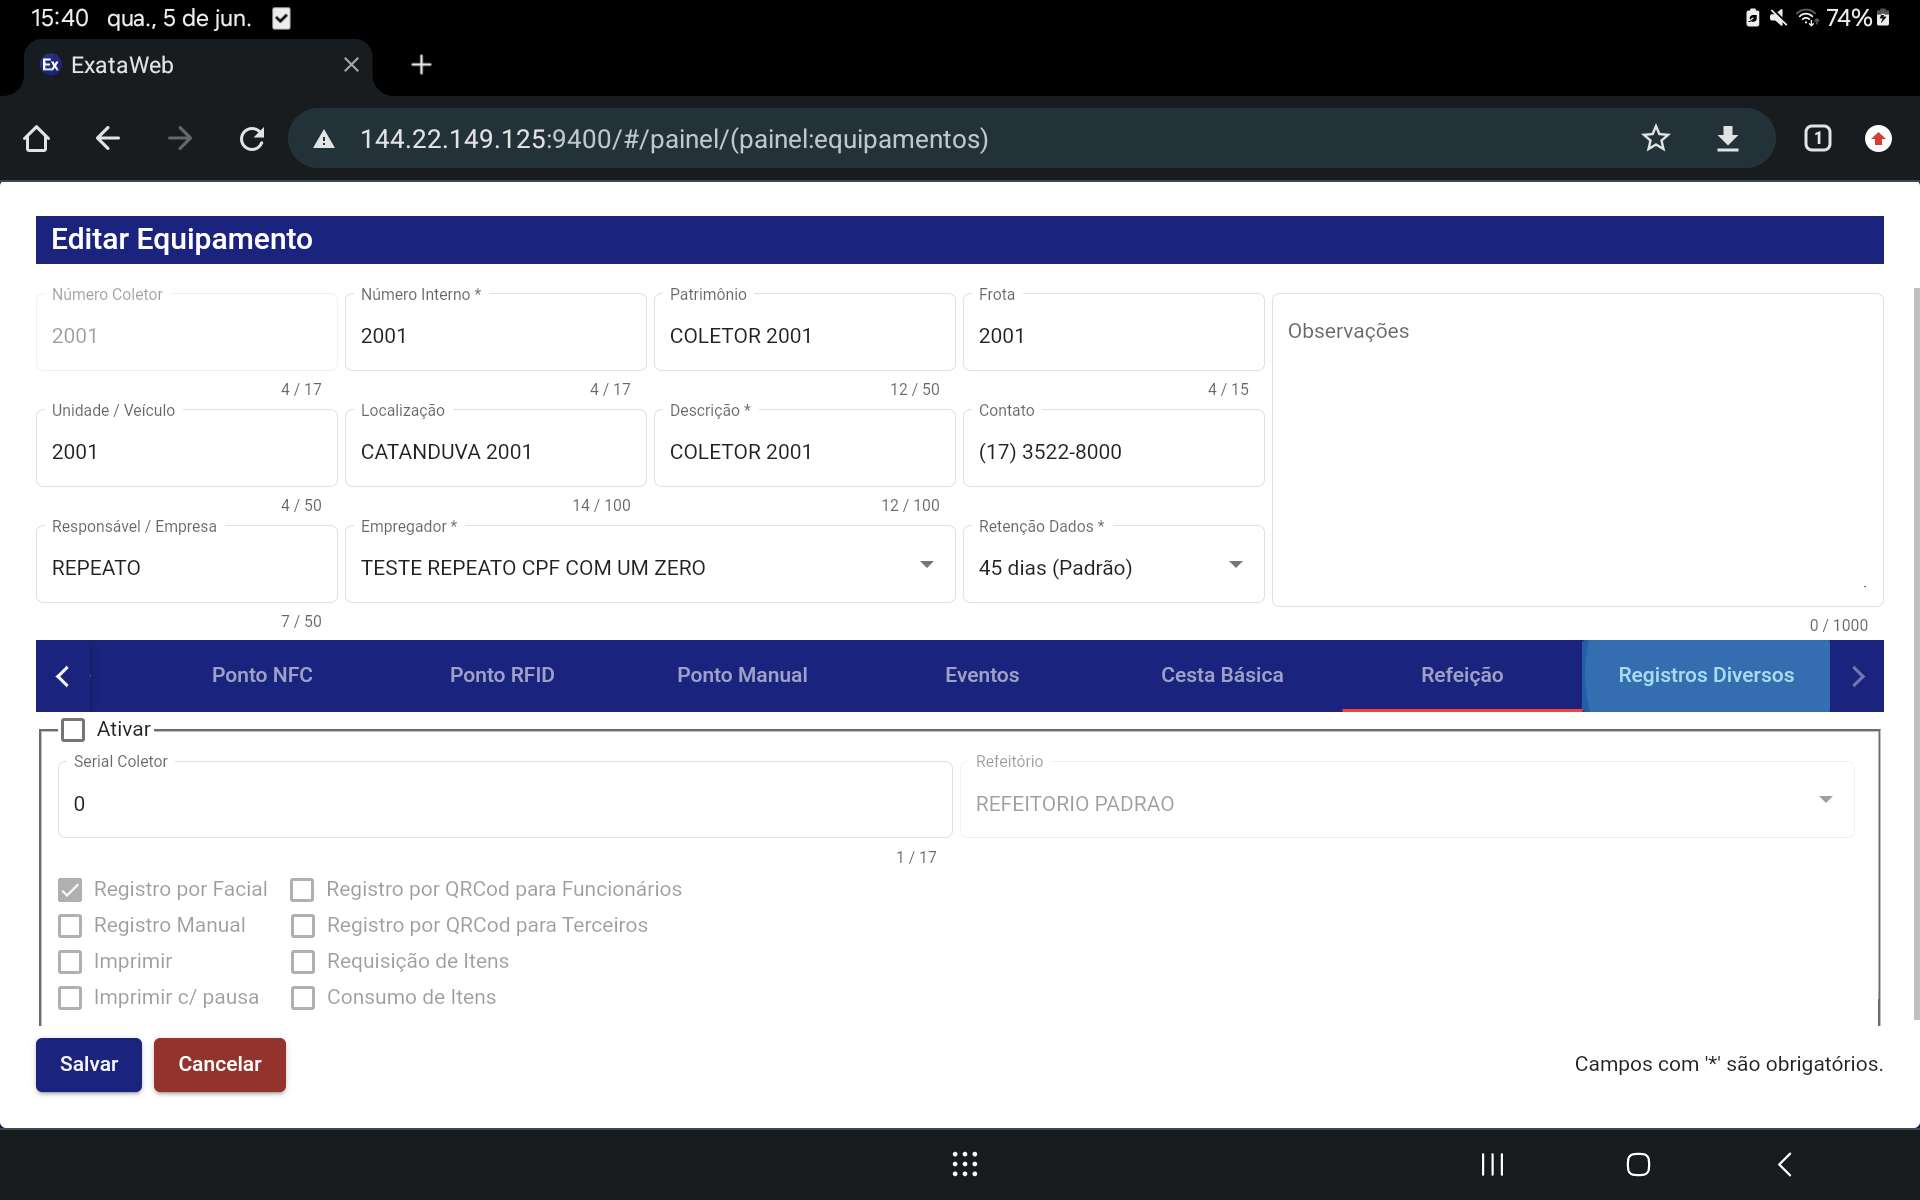 15:40 qua., 5 de jun.
74%
Ex ExataWeb
144.22.149.125:9400/#/painel/(painel:equipamentos)
1
Editar Equipamento
Número Coletor
2001
4 / 17
Número Interno *
2001
4 / 17
Patrimônio
COLETOR 2001
12 / 50
Frota
2001
4 / 15
Observações
0 / 1000
Unidade / Veículo
2001
4 / 50
Localização
CATANDUVA 2001
14 / 100
Descrição *
COLETOR 2001
12 / 100
Contato
(17) 3522-8000
Responsável / Empresa
REPEATO
7 / 50
Empregador *
TESTE REPEATO CPF COM UM ZERO
Retenção Dados *
45 dias (Padrão)
Ponto NFC Ponto RFID Ponto Manual Eventos Cesta Básica Refeição Registros Diversos
Ativar
Serial Coletor
0
1 / 17
Refeitório
REFEITORIO PADRAO
Registro por Facial Registro por QRCod para Funcionários
Registro Manual Registro por QRCod para Terceiros
Imprimir Requisição de Itens
Imprimir c/ pausa Consumo de Itens
Salvar Cancelar
Campos com '*' são obrigatórios.